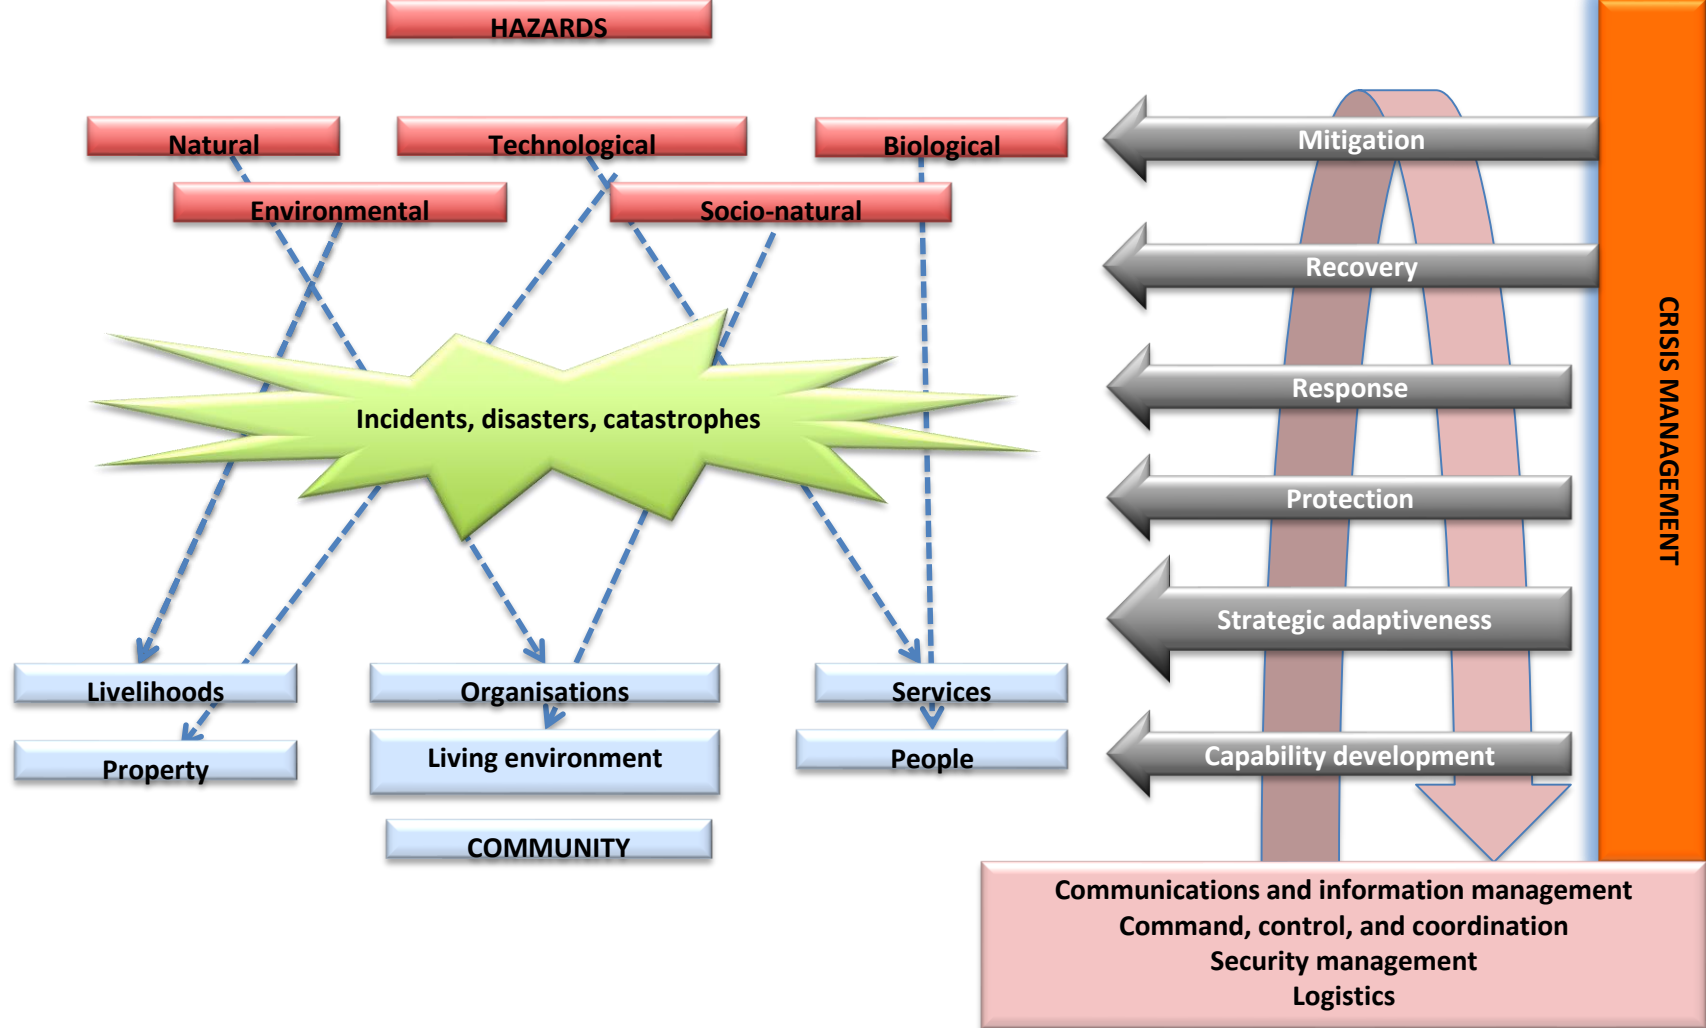 HAZARDS
Natural
Technological
Biological
Environmental
Socio-natural
Incidents, disasters, catastrophes
Livelihoods
Organisations
Services
Property
Living environment
People
COMMUNITY
Mitigation
Recovery
Response
Protection
Strategic adaptiveness
Capability development
CRISIS MANAGEMENT
Communications and information management
Command, control, and coordination
Security management
Logistics